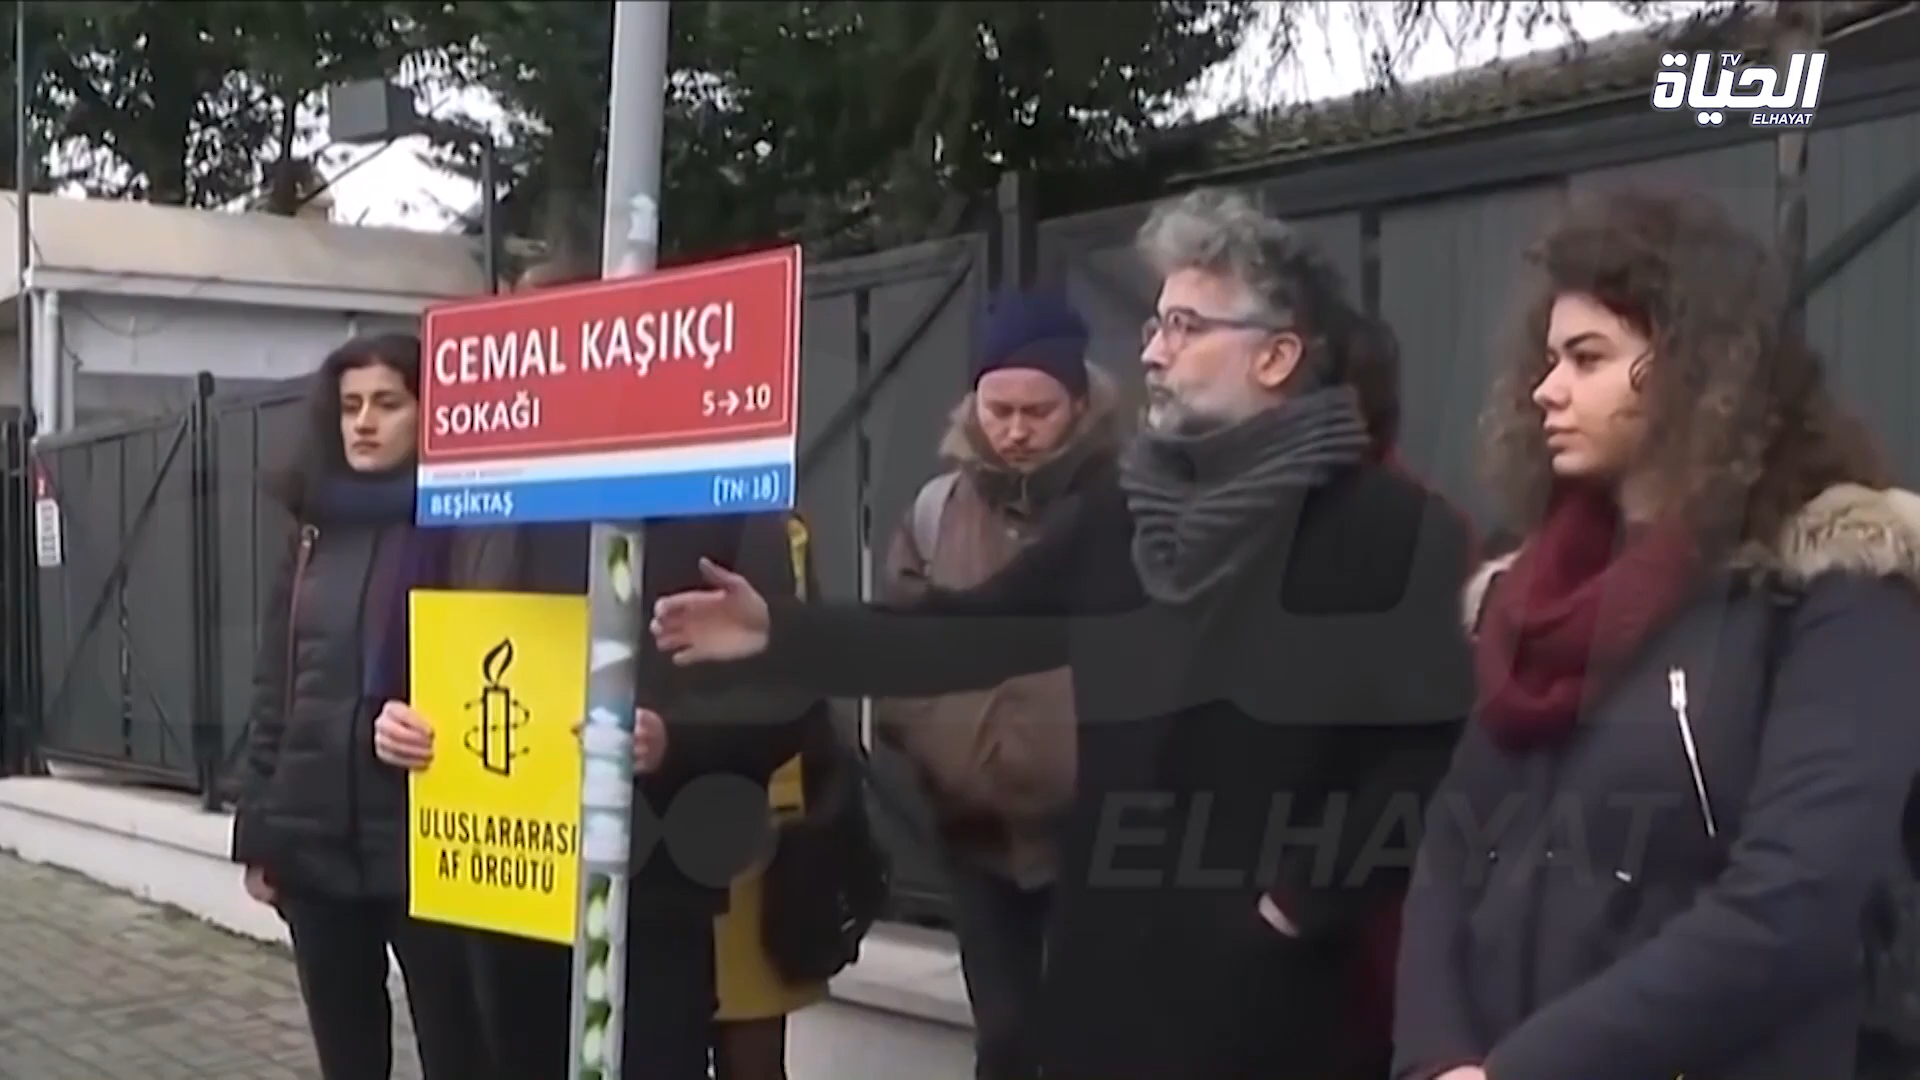 TV
الحياة
ELHAYAT
CEMAL KAŞIKÇI
SOKAĞI 5→10
BEŞİKTAŞ (TN:18)
ULUSLARARASI
AF ÖRGÜTÜ
ELHAYAT